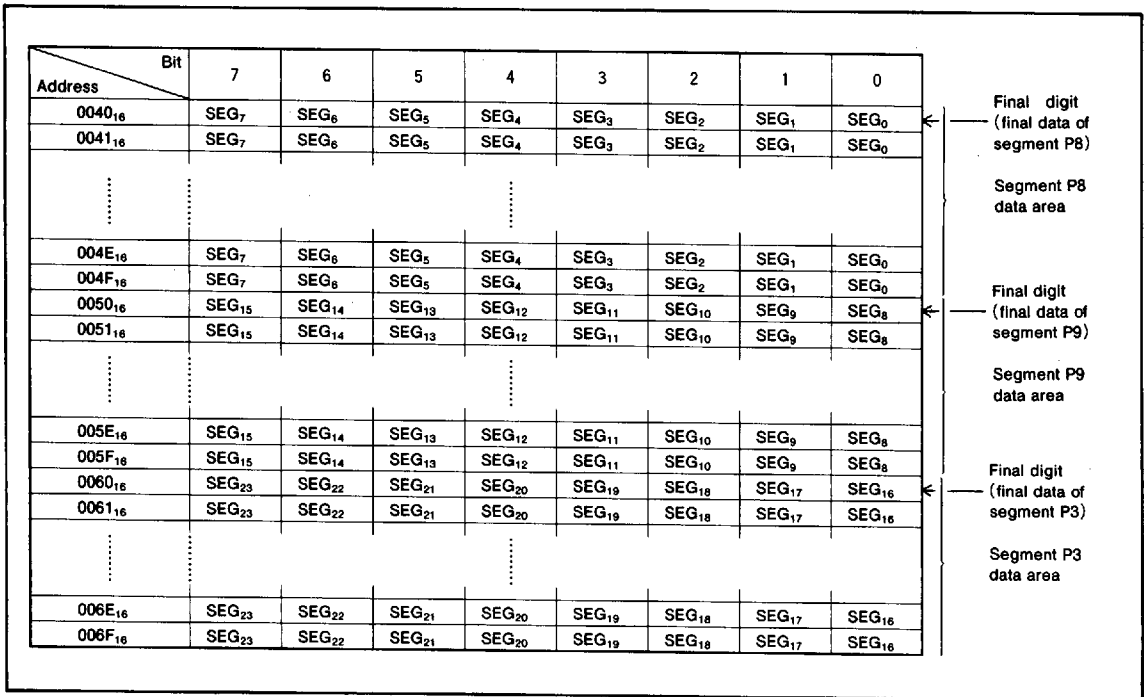 Bit
Address
7 6 5 4 3 2 1 0
0040₁₆ SEG₇ SEG₆ SEG₅ SEG₄ SEG₃ SEG₂ SEG₁ SEG₀
0041₁₆ SEG₇ SEG₆ SEG₅ SEG₄ SEG₃ SEG₂ SEG₁ SEG₀
004E₁₆ SEG₇ SEG₆ SEG₅ SEG₄ SEG₃ SEG₂ SEG₁ SEG₀
004F₁₆ SEG₇ SEG₆ SEG₅ SEG₄ SEG₃ SEG₂ SEG₁ SEG₀
0050₁₆ SEG₁₅ SEG₁₄ SEG₁₃ SEG₁₂ SEG₁₁ SEG₁₀ SEG₉ SEG₈
0051₁₆ SEG₁₅ SEG₁₄ SEG₁₃ SEG₁₂ SEG₁₁ SEG₁₀ SEG₉ SEG₈
005E₁₆ SEG₁₅ SEG₁₄ SEG₁₃ SEG₁₂ SEG₁₁ SEG₁₀ SEG₉ SEG₈
005F₁₆ SEG₁₅ SEG₁₄ SEG₁₃ SEG₁₂ SEG₁₁ SEG₁₀ SEG₉ SEG₈
0060₁₆ SEG₂₃ SEG₂₂ SEG₂₁ SEG₂₀ SEG₁₉ SEG₁₈ SEG₁₇ SEG₁₆
0061₁₆ SEG₂₃ SEG₂₂ SEG₂₁ SEG₂₀ SEG₁₉ SEG₁₈ SEG₁₇ SEG₁₆
006E₁₆ SEG₂₃ SEG₂₂ SEG₂₁ SEG₂₀ SEG₁₉ SEG₁₈ SEG₁₇ SEG₁₆
006F₁₆ SEG₂₃ SEG₂₂ SEG₂₁ SEG₂₀ SEG₁₉ SEG₁₈ SEG₁₇ SEG₁₆
Final digit
(final data of
segment P8)
Segment P8
data area
Final digit
(final data of
segment P9)
Segment P9
data area
Final digit
(final data of
segment P3)
Segment P3
data area